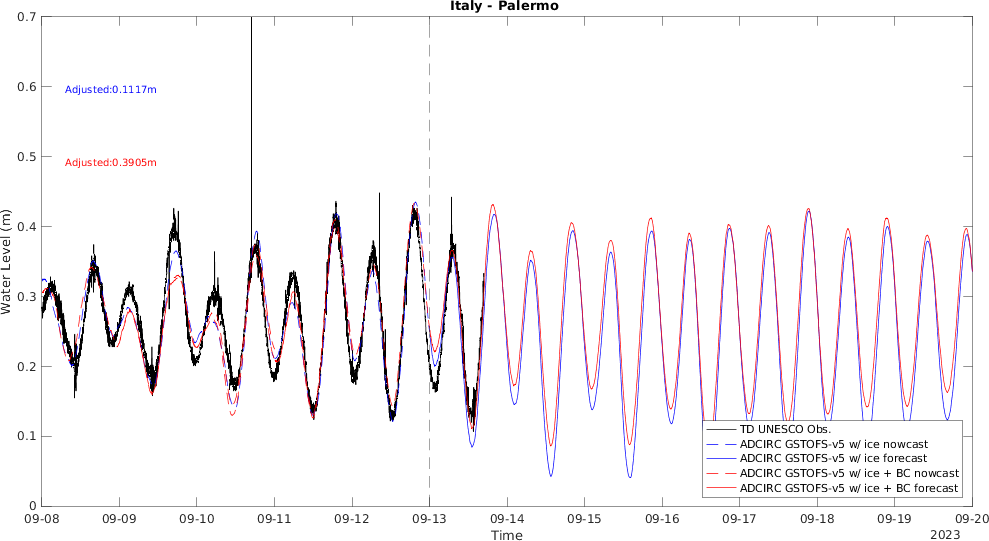 Italy - Palermo
0.7
0.6
0.5
0.4
0.3
0.2
0.1
0
Water Level (m)
Adjusted:0.1117m
Adjusted:0.3905m
TD UNESCO Obs.
ADCIRC GSTOFS-v5 w/ ice nowcast
ADCIRC GSTOFS-v5 w/ ice forecast
ADCIRC GSTOFS-v5 w/ ice + BC nowcast
ADCIRC GSTOFS-v5 w/ ice + BC forecast
09-08 09-09 09-10 09-11 09-12 09-13 09-14 09-15 09-16 09-17 09-18 09-19 09-20
Time
2023